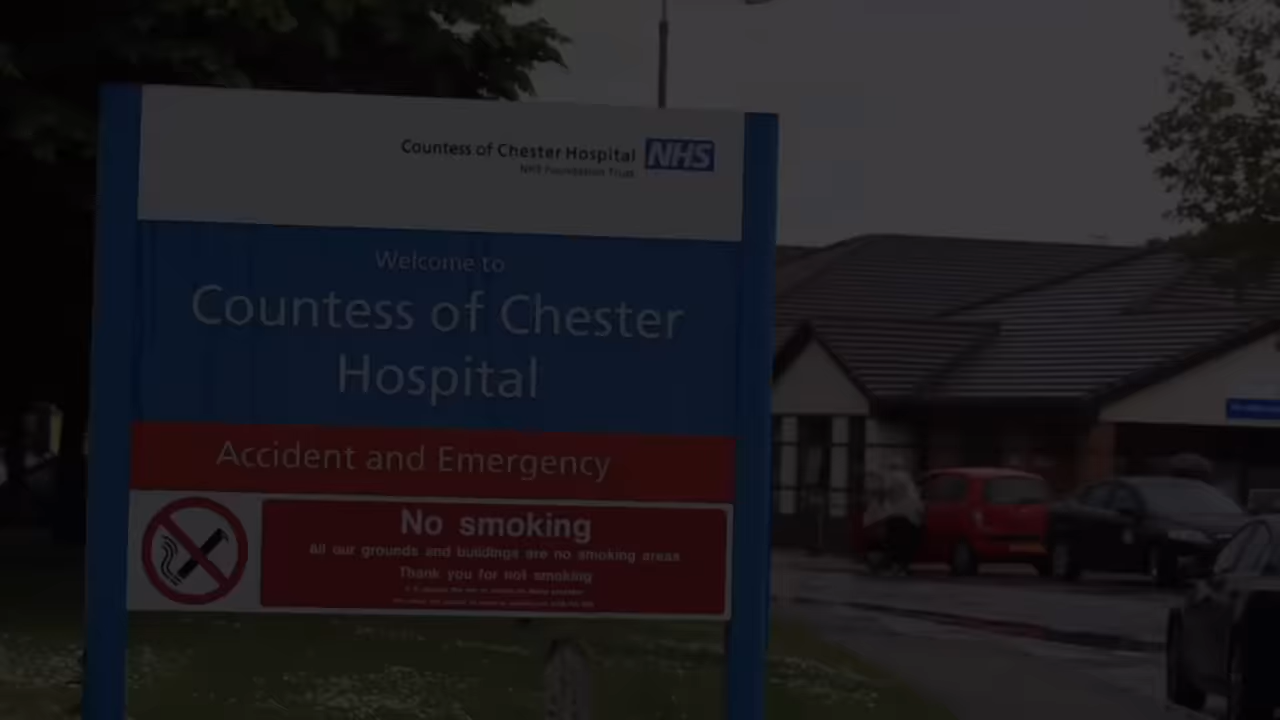 Countess of Chester Hospital NHS
NHS Foundation Trust
Welcome to
Countess of Chester
Hospital
Accident and Emergency
No smoking
All our grounds and buildings are no smoking areas
Thank you for not smoking